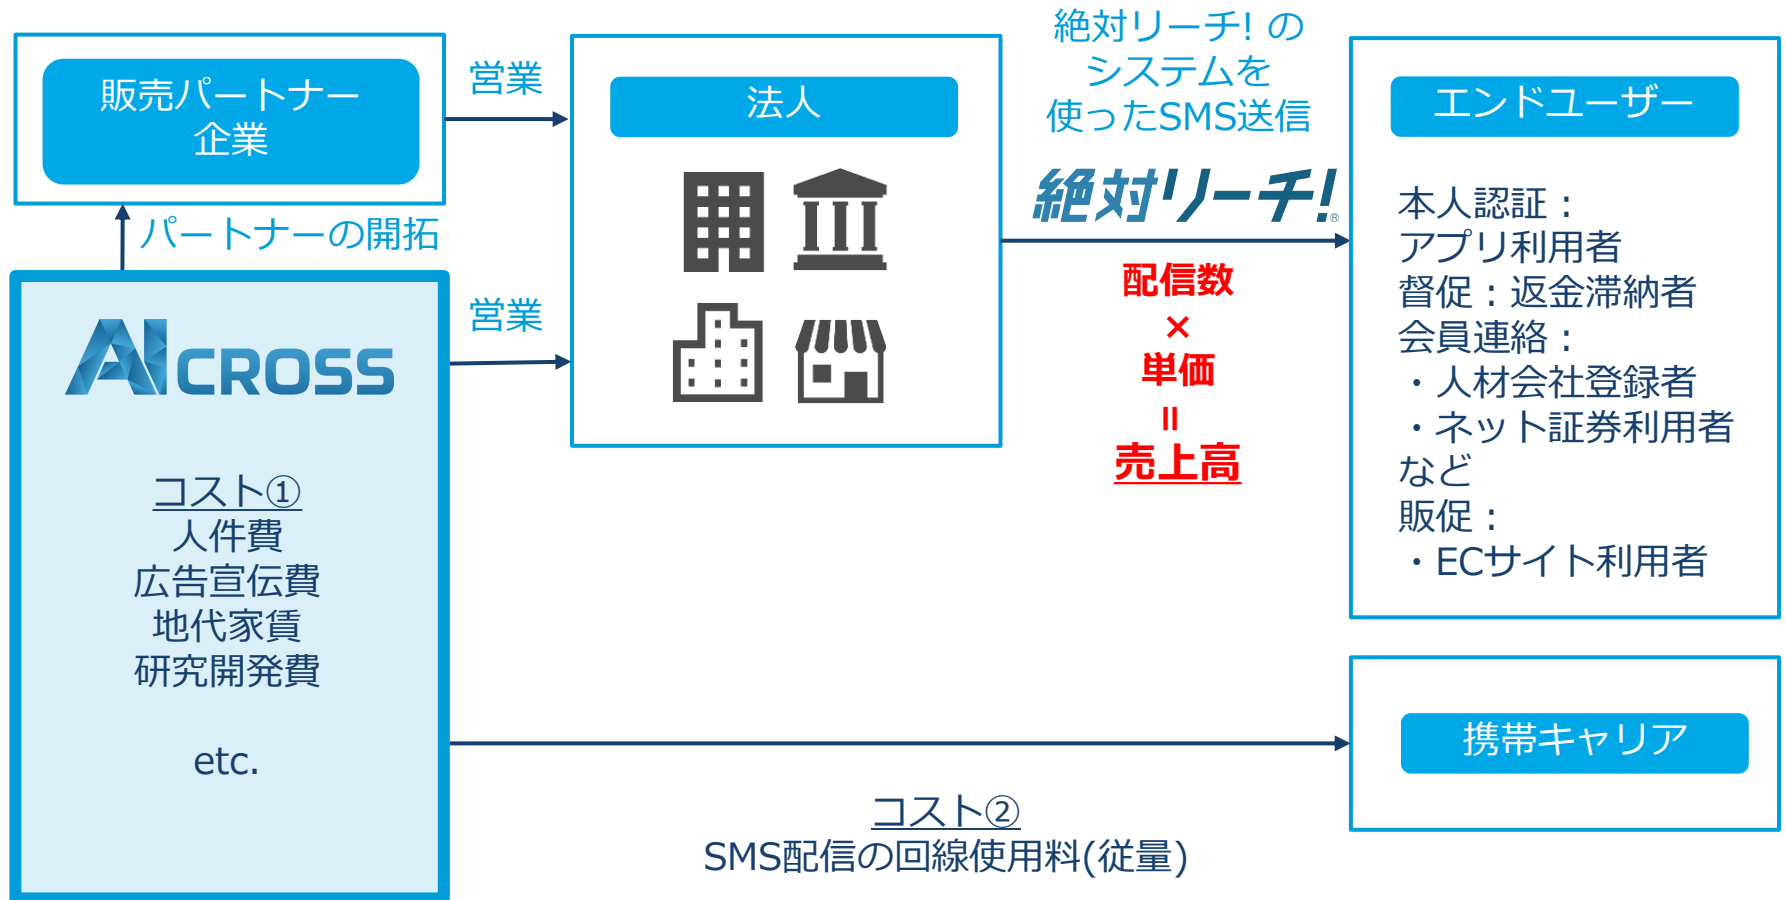 販売パートナー
企業
営業
パートナーの開拓
AI CROSS
コスト①
人件費
広告宣伝費
地代家賃
研究開発費
etc.
営業
法人
絶対リーチ! の
システムを
使ったSMS送信
絶対リーチ!®
配信数
×
単価
=
売上高
エンドユーザー
本人認証：
アプリ利用者
督促：返金滞納者
会員連絡：
・人材会社登録者
・ネット証券利用者
など
販促：
・ECサイト利用者
携帯キャリア
コスト②
SMS配信の回線使用料(従量)